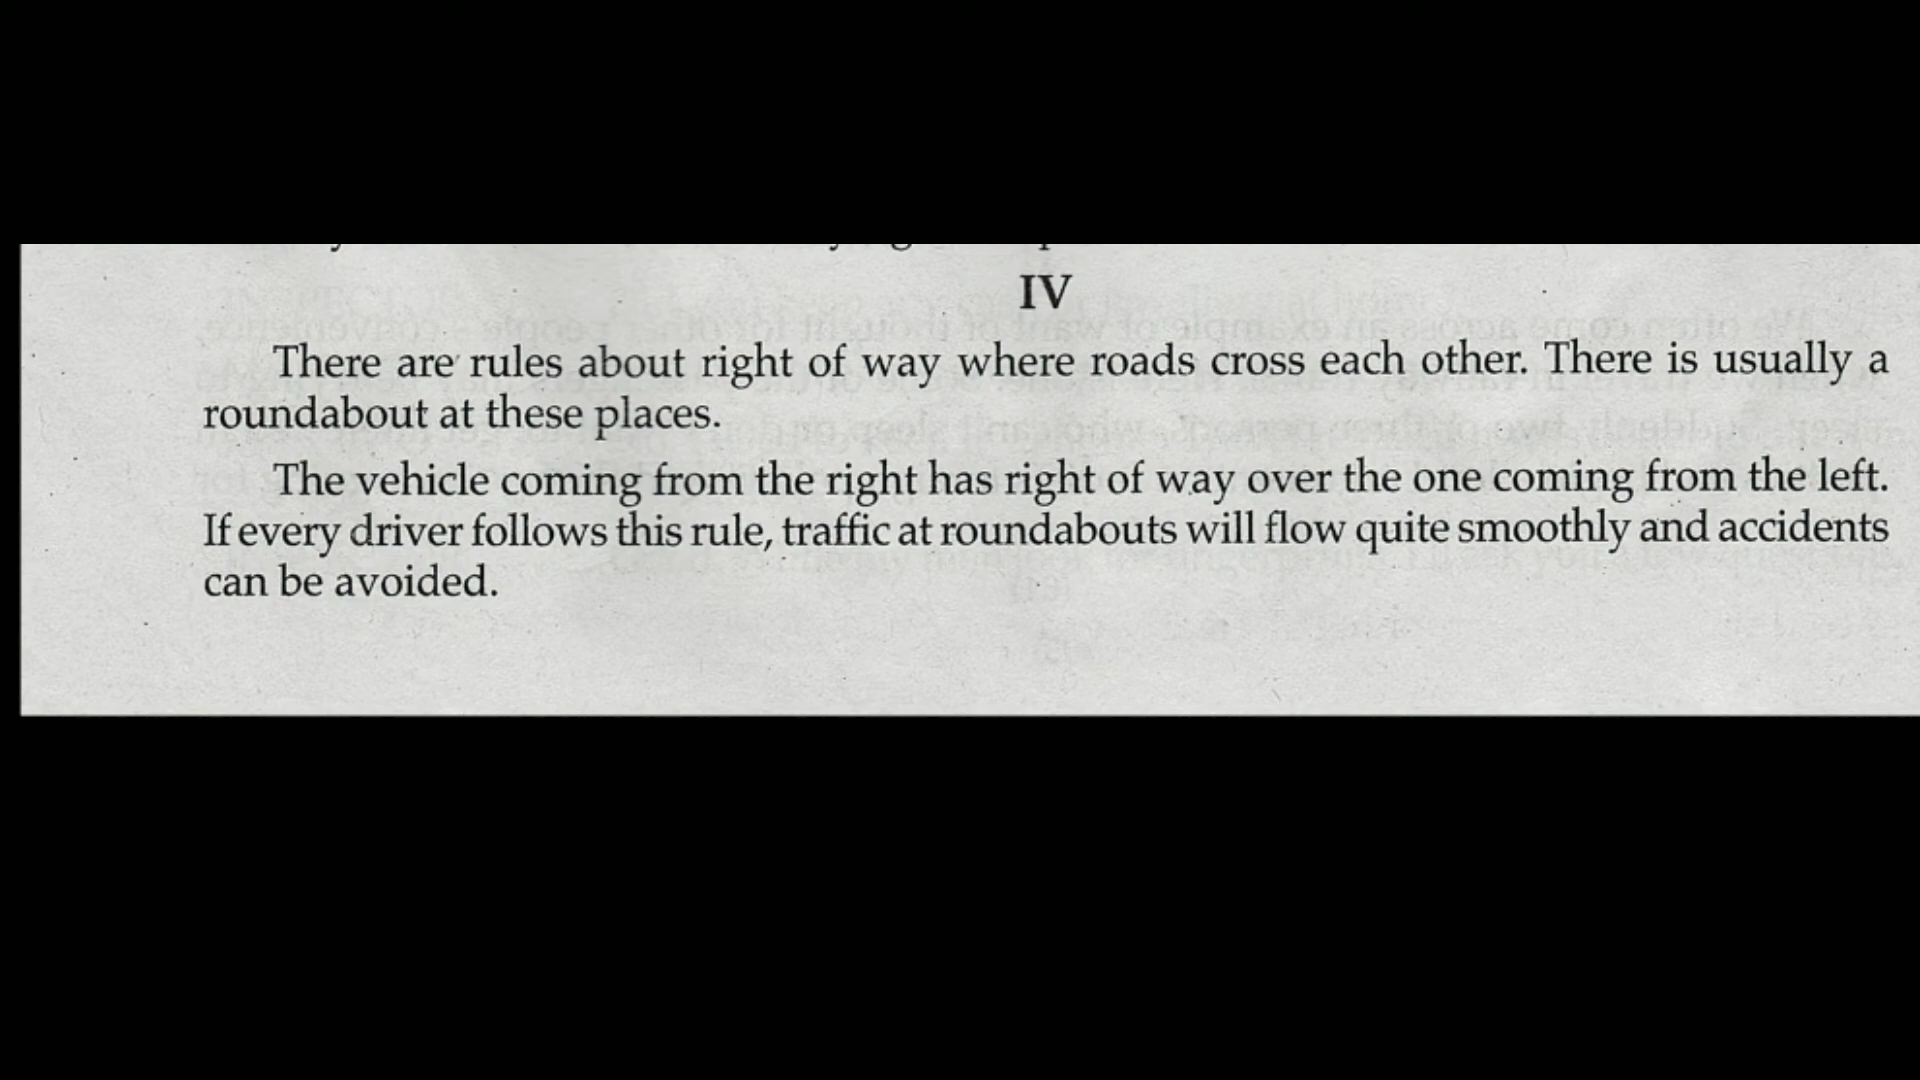 IV
There are rules about right of way where roads cross each other. There is usually a
roundabout at these places.
The vehicle coming from the right has right of way over the one coming from the left.
If every driver follows this rule, traffic at roundabouts will flow quite smoothly and accidents
can be avoided.